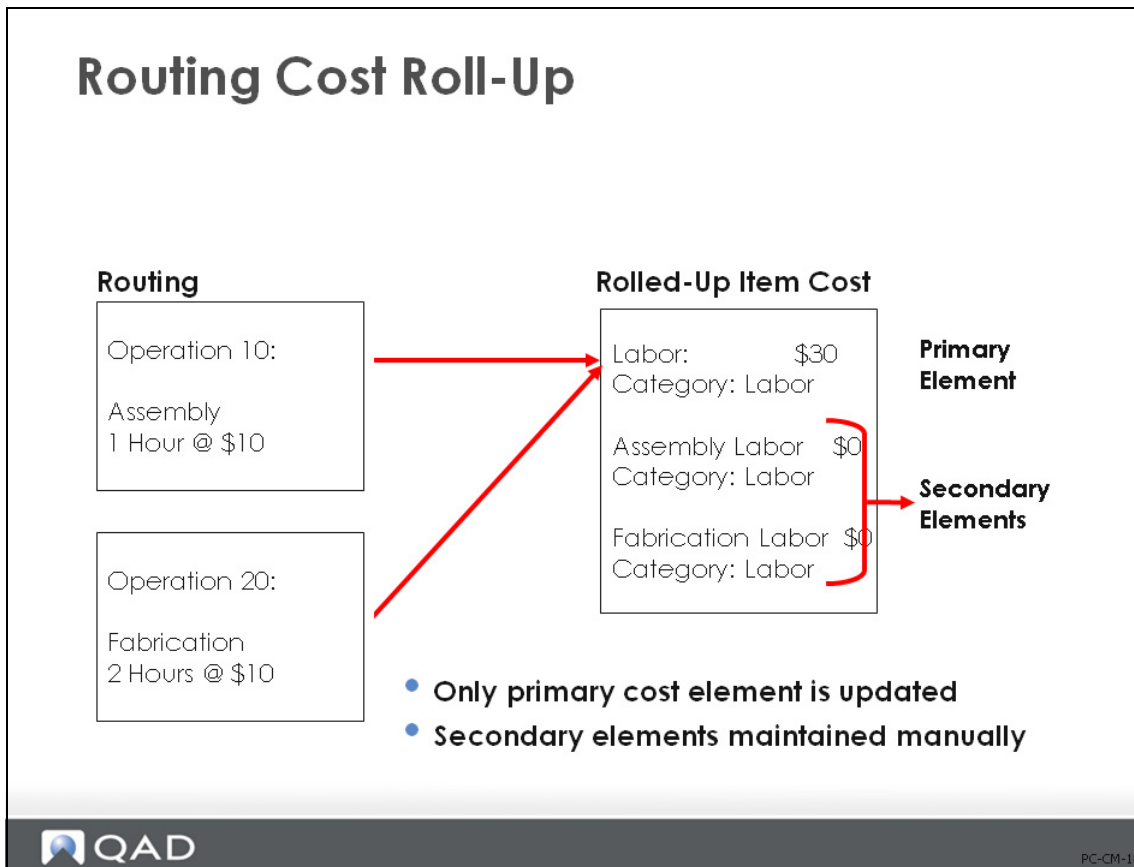 Routing Cost Roll-Up
Routing
Operation 10:
Assembly
1 Hour @ $10
Operation 20:
Fabrication
2 Hours @ $10
Rolled-Up Item Cost
Labor: $30
Category: Labor
Assembly Labor $0
Category: Labor
Fabrication Labor $0
Category: Labor
Primary
Element
Secondary
Elements
• Only primary cost element is updated
• Secondary elements maintained manually
QAD